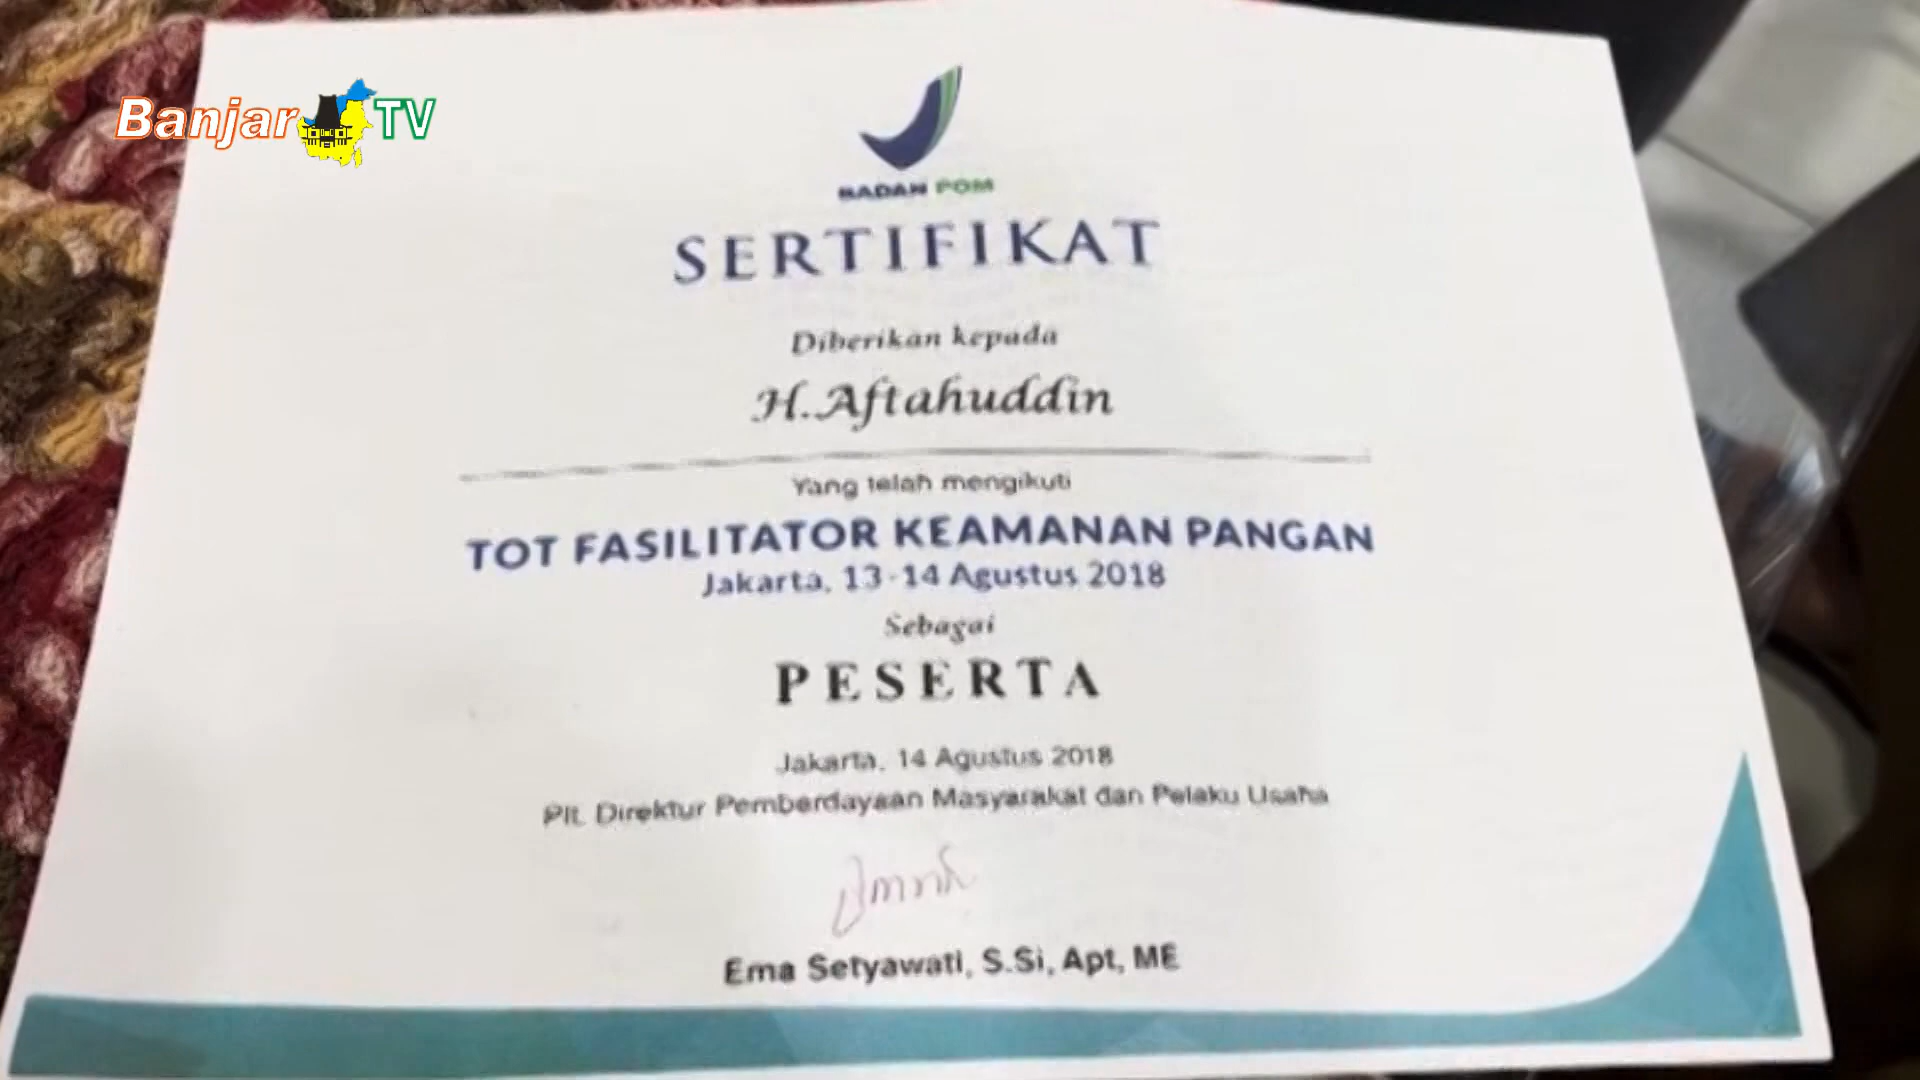 Banjar TV
BADAN POM
SERTIFIKAT
Diberikan kepada
H.Aftahuddin
Yang telah mengikuti
TOT FASILITATOR KEAMANAN PANGAN
Jakarta, 13-14 Agustus 2018
Sebagai
PESERTA
Jakarta, 14 Agustus 2018
Plt. Direktur Pemberdayaan Masyarakat dan Pelaku Usaha
Ema Setyawati, S.Si, Apt, ME